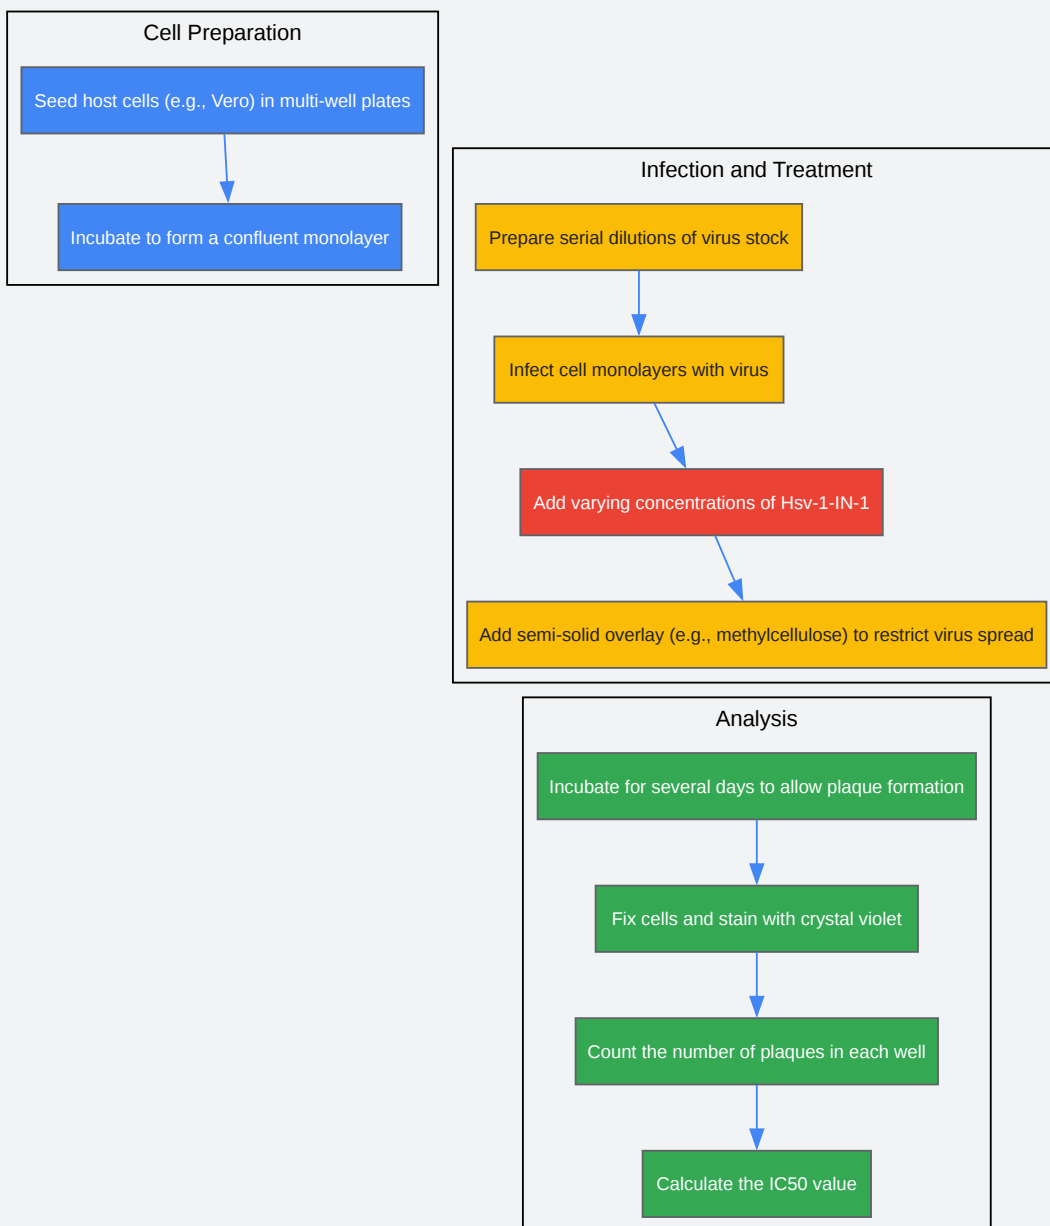 Cell Preparation
Seed host cells (e.g., Vero) in multi-well plates
Incubate to form a confluent monolayer
Infection and Treatment
Prepare serial dilutions of virus stock
Infect cell monolayers with virus
Add varying concentrations of Hsv-1-IN-1
Add semi-solid overlay (e.g., methylcellulose) to restrict virus spread
Analysis
Incubate for several days to allow plaque formation
Fix cells and stain with crystal violet
Count the number of plaques in each well
Calculate the IC50 value